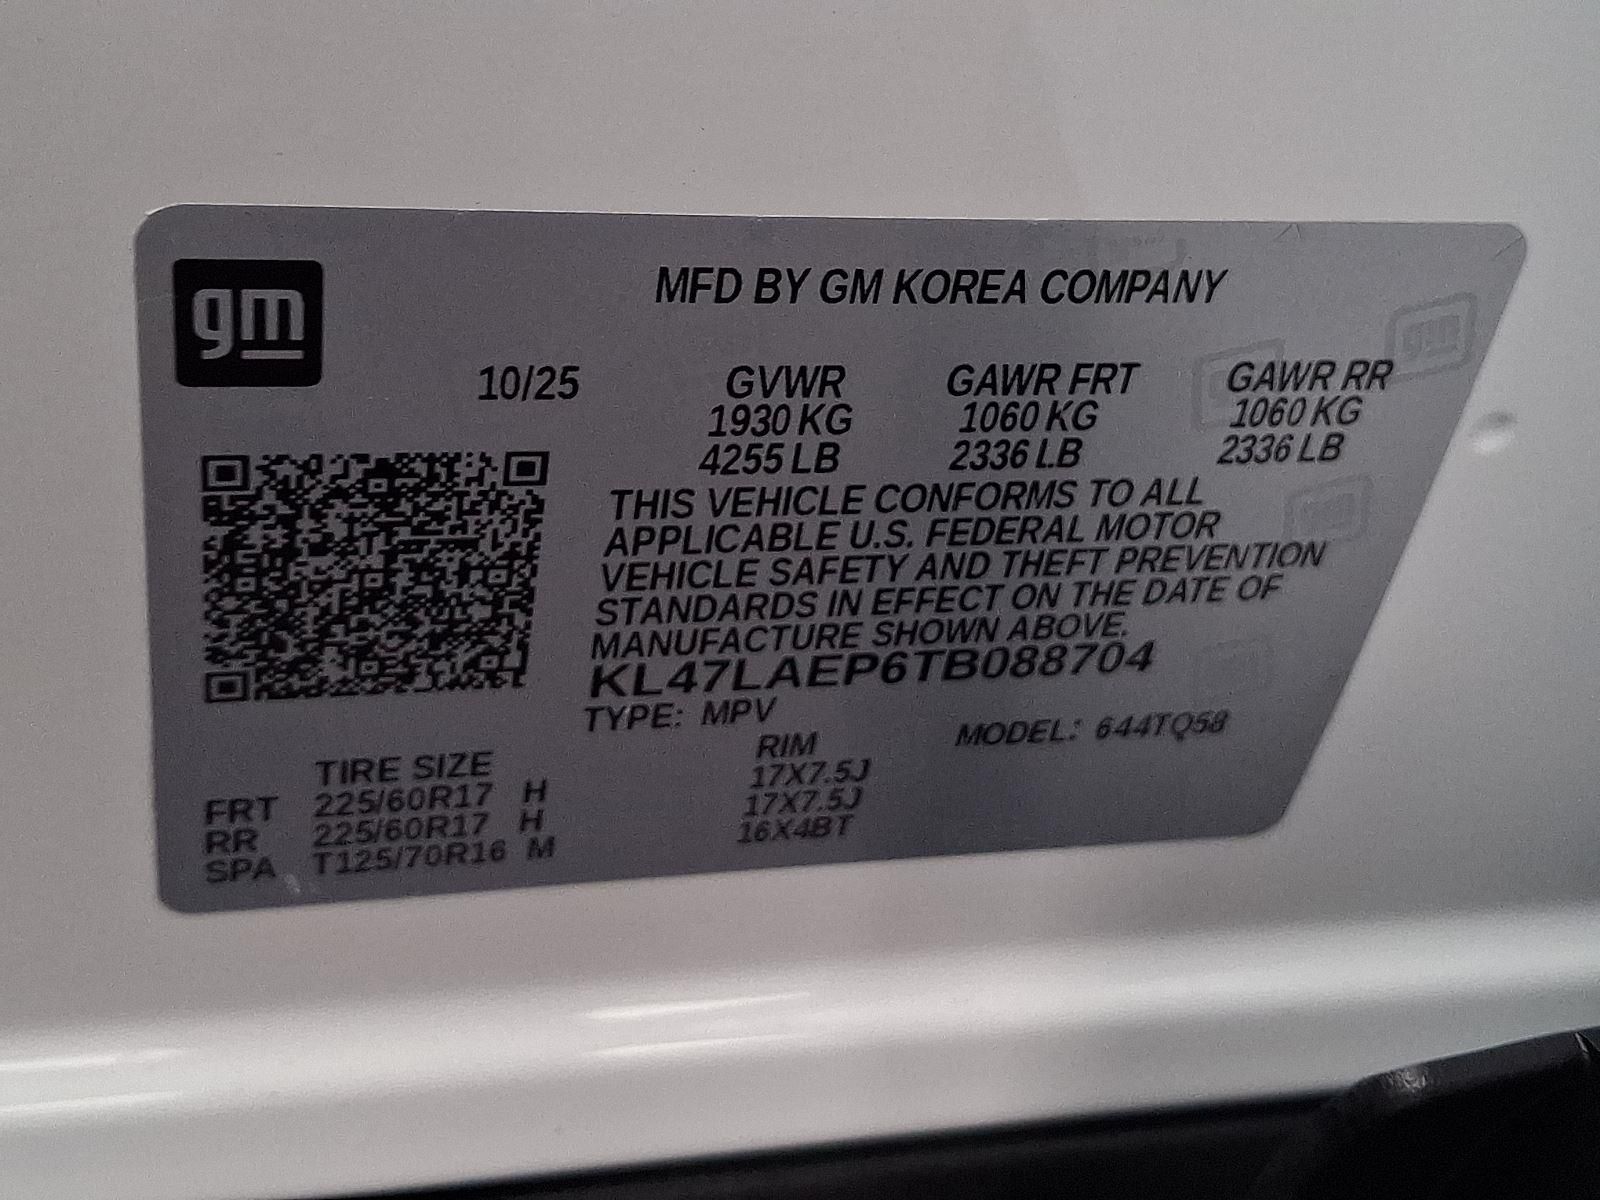 gm
MFD BY GM KOREA COMPANY
10/25 GVWR GAWR FRT GAWR RR
1930 KG 1060 KG 1060 KG
4255 LB 2336 LB 2336 LB
THIS VEHICLE CONFORMS TO ALL
APPLICABLE U.S. FEDERAL MOTOR
VEHICLE SAFETY AND THEFT PREVENTION
STANDARDS IN EFFECT ON THE DATE OF
MANUFACTURE SHOWN ABOVE.
KL47LAEP6TB088704
TYPE: MPV MODEL: 644TQ58
TIRE SIZE RIM
FRT 225/60R17 H 17X7.5J
RR 225/60R17 H 17X7.5J
SPA T125/70R16 M 16X4BT